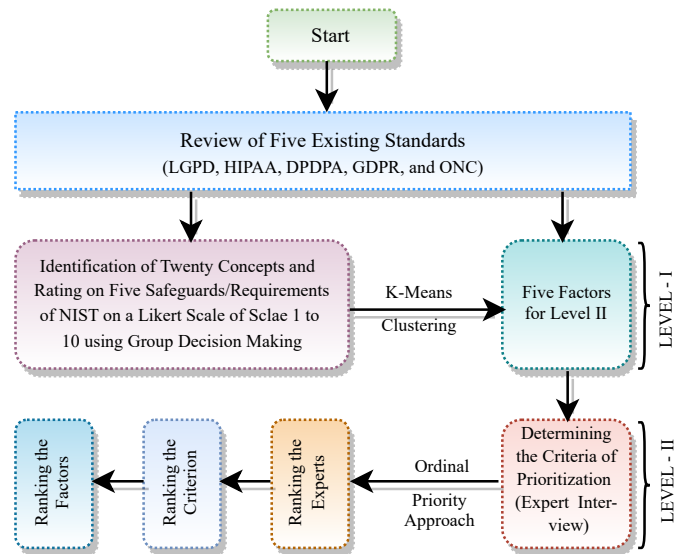 Start
Review of Five Existing Standards
(LGPD, HIPAA, DPDPA, GDPR, and ONC)
Identification of Twenty Concepts and
Rating on Five Safeguards/Requirements
of NIST on a Likert Scale of Sclae 1 to
10 using Group Decision Making
K-Means
Clustering
Five Factors
for Level II
LEVEL - I
Determining
the Criteria of
Prioritization
(Expert Inter-
view)
LEVEL - II
Ordinal
Priority
Approach
Ranking the
Experts
Ranking the
Criterion
Ranking the
Factors